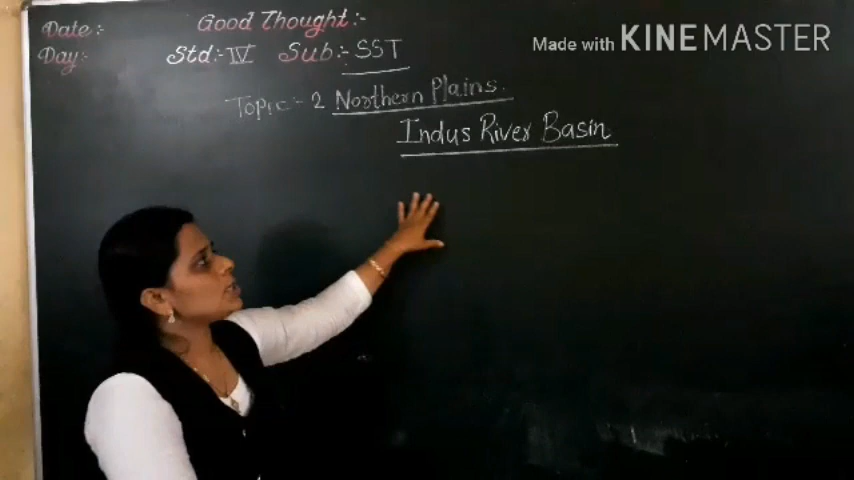 Date:-
Good Thought:-
Day:-
Std:- IV Sub:- SST
Made with KINEMASTER
Topic:- 2 Northern Plains.
Indus River Basin